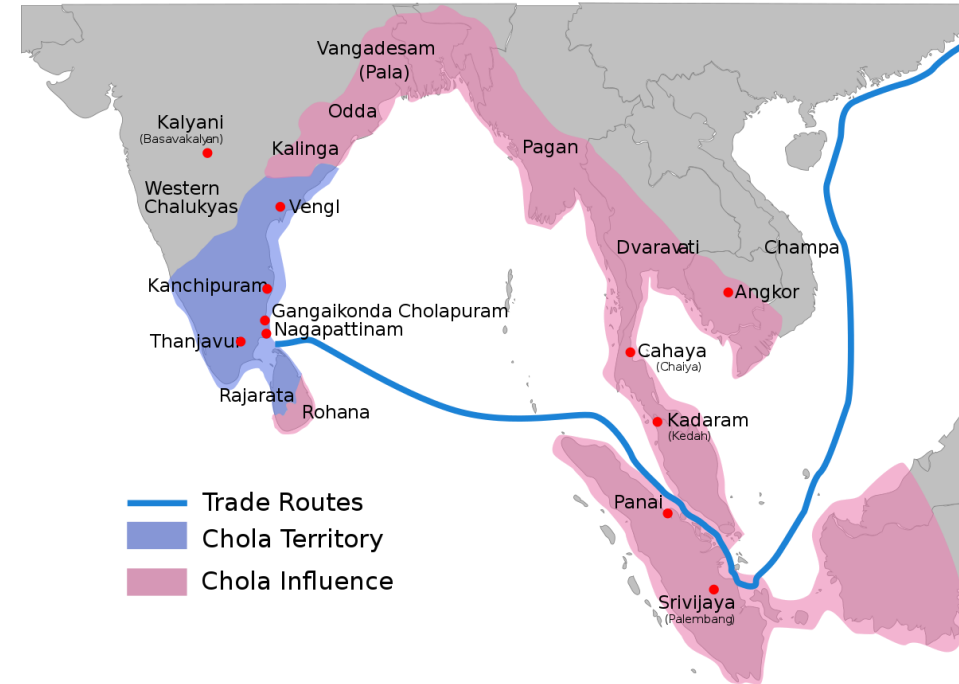 Vangadesam
(Pala)
Odda
Kalyani
(Basavakalyan)
Kalinga
Pagan
Western
Chalukyas
Vengl
Dvaravati
Champa
Kanchipuram
Angkor
Gangaikonda Cholapuram
Nagapattinam
Thanjavur
Cahaya
(Chaiya)
Rajarata
Rohana
Kadaram
(Kedah)
Trade Routes
Panai
Chola Territory
Chola Influence
Srivijaya
(Palembang)